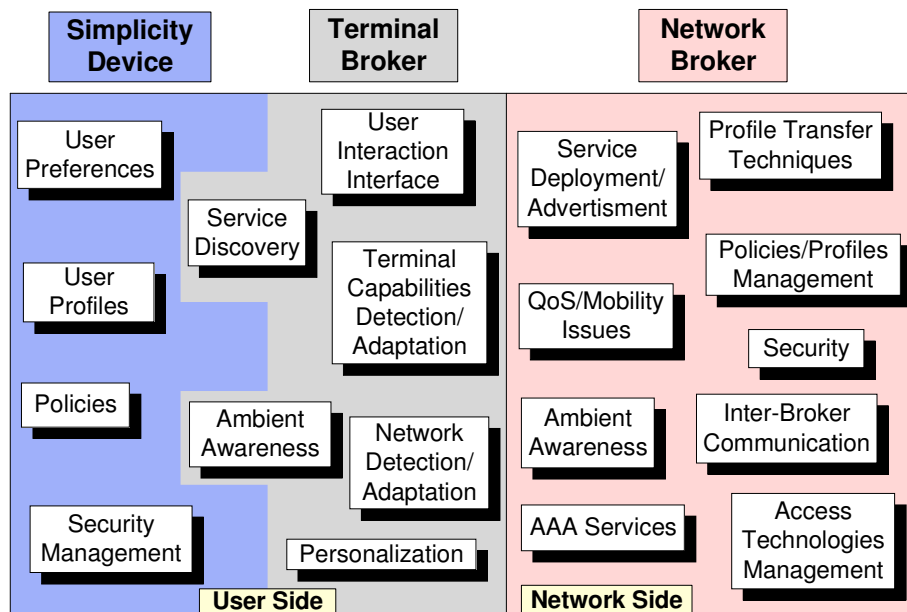 Simplicity
Device
Terminal
Broker
Network
Broker
User
Preferences
User
Profiles
Policies
Security
Management
Service
Discovery
Ambient
Awareness
User
Interaction
Interface
Terminal
Capabilities
Detection/
Adaptation
Network
Detection/
Adaptation
Personalization
User Side
Service
Deployment/
Advertisment
QoS/Mobility
Issues
Ambient
Awareness
AAA Services
Profile Transfer
Techniques
Policies/Profiles
Management
Security
Inter-Broker
Communication
Access
Technologies
Management
Network Side